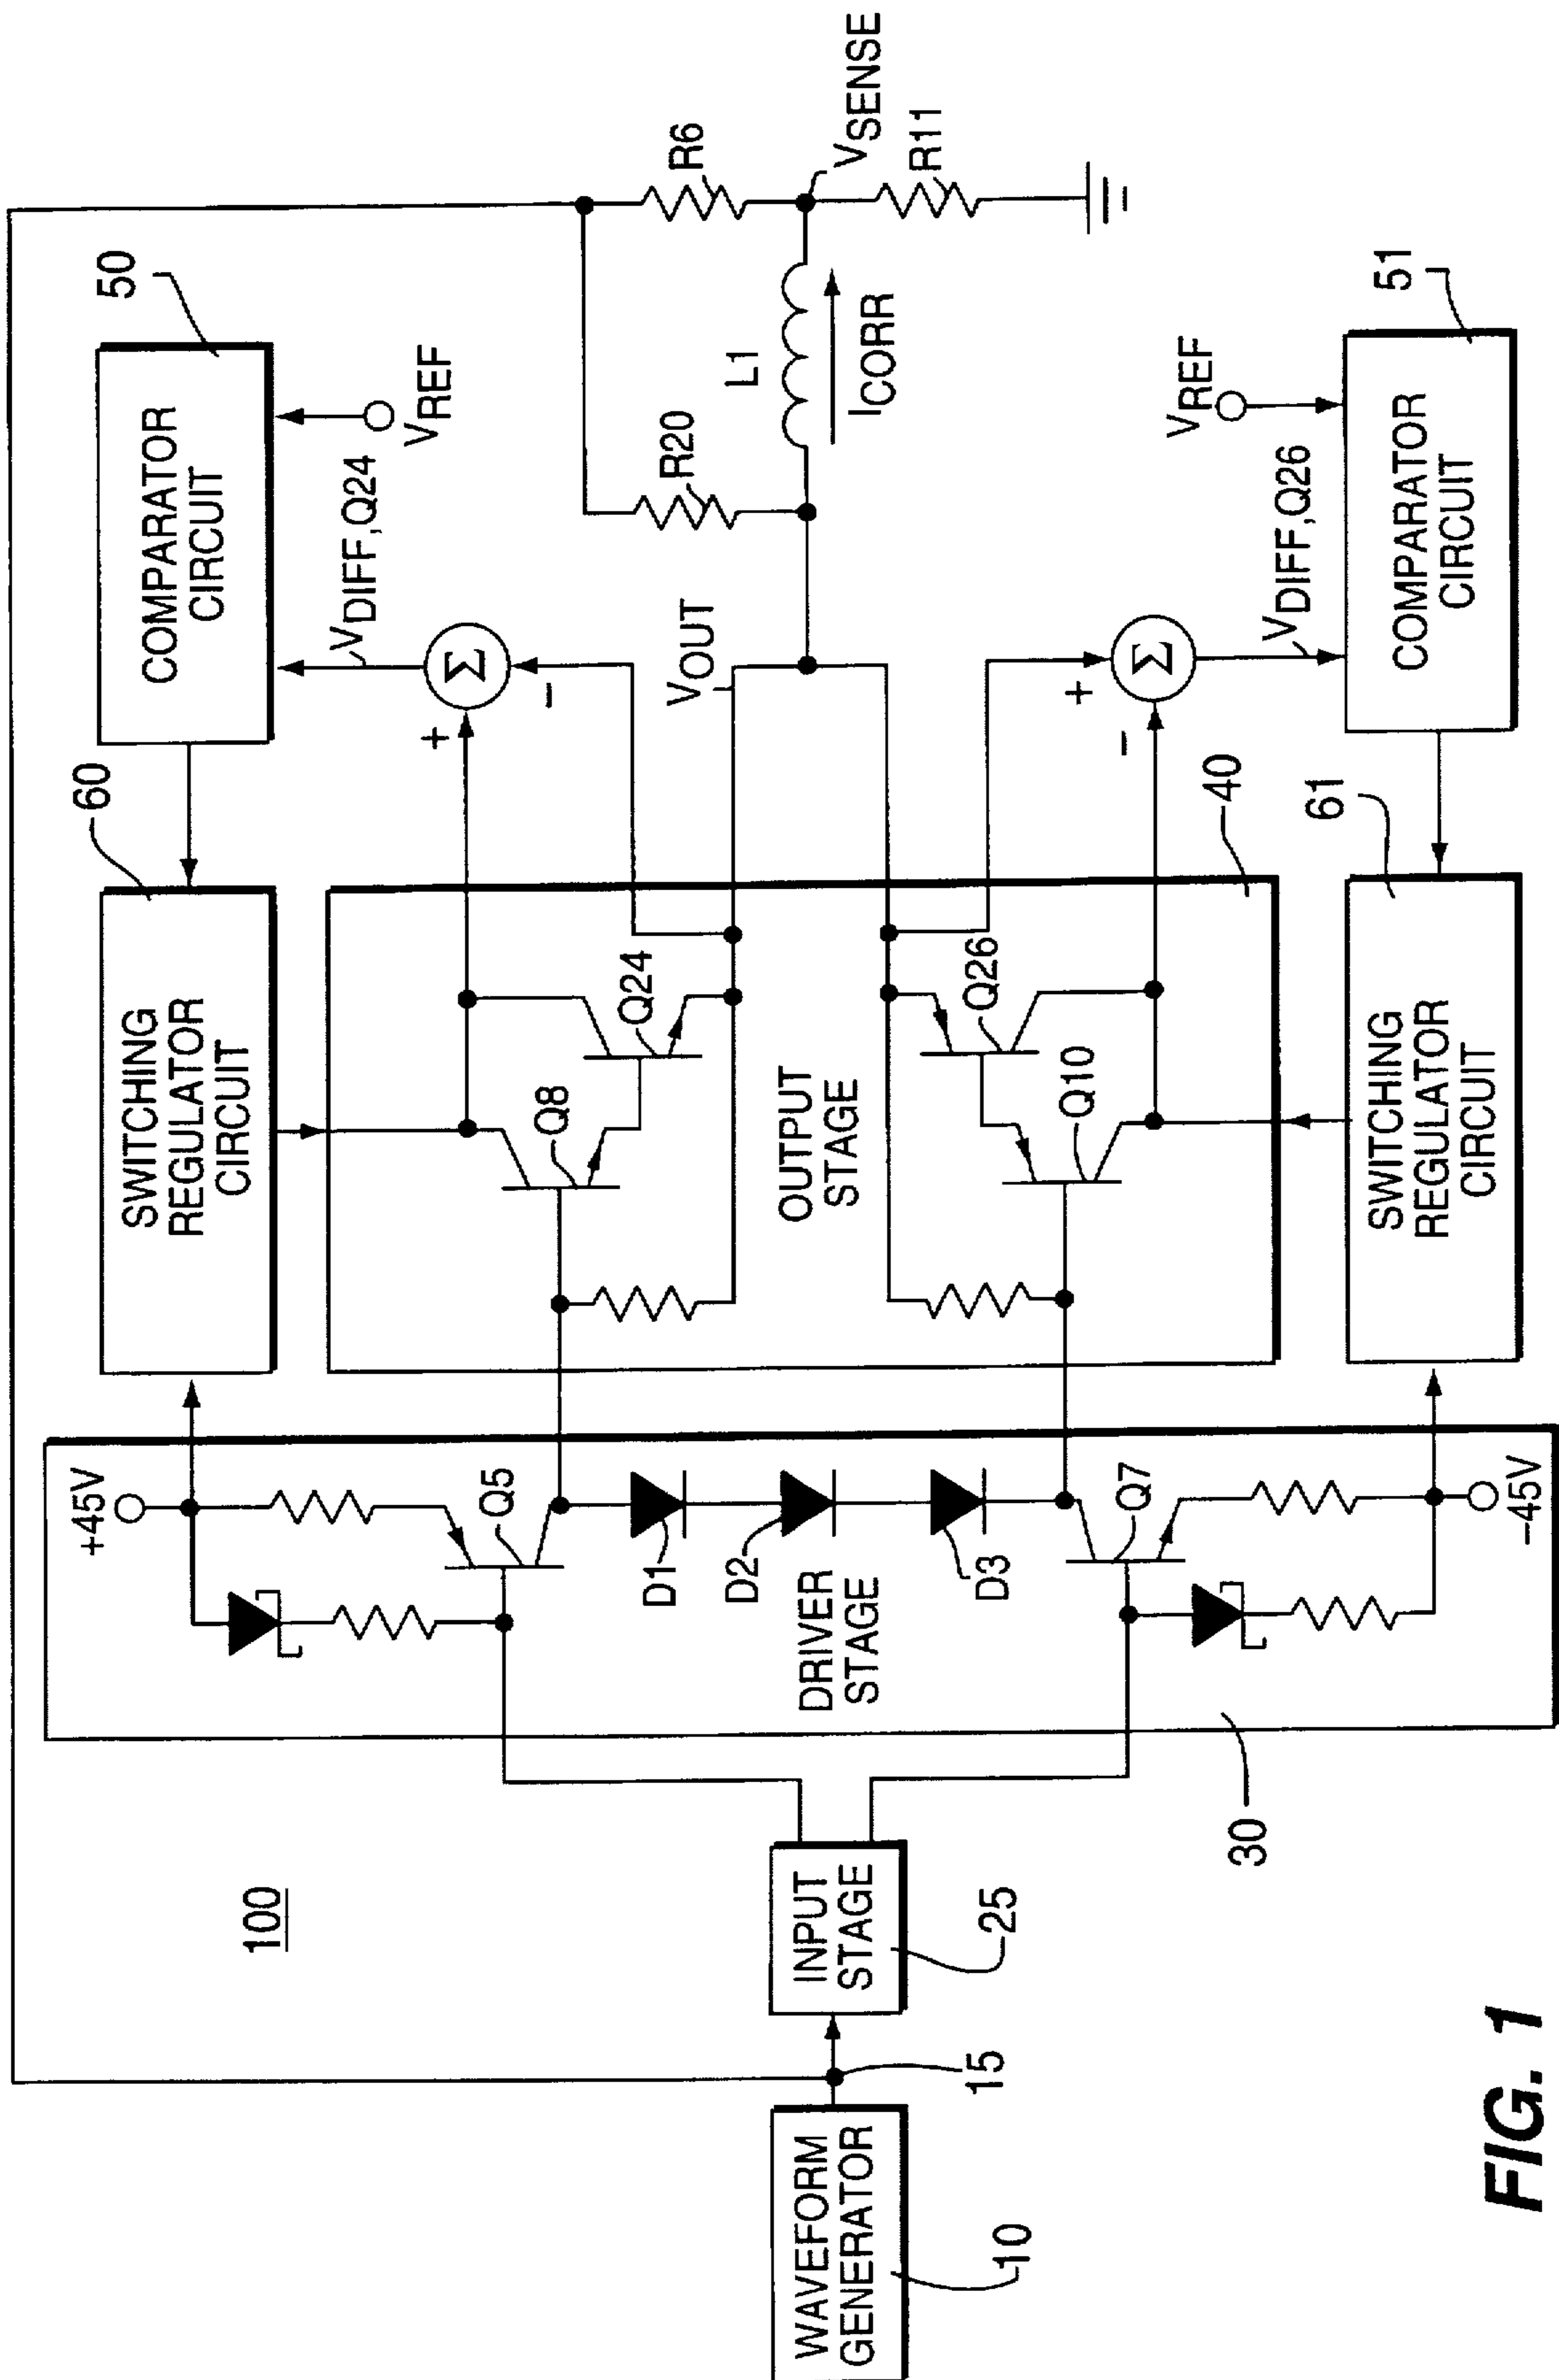 100
WAVEFORM
GENERATOR
10
15
INPUT
STAGE
25
30
+45V
Q5
D1
D2
D3
DRIVER
STAGE
Q7
-45V
SWITCHING
REGULATOR
CIRCUIT
60
Q8
Q24
OUTPUT
STAGE
Q26
Q10
40
SWITCHING
REGULATOR
CIRCUIT
61
COMPARATOR
CIRCUIT
50
VREF
VDIFF,Q24
+
Σ
-
VOUT
+
Σ
-
VDIFF,Q26
VREF
COMPARATOR
CIRCUIT
51
R20
L1
ICORR
R6
VSENSE
R11
FIG. 1